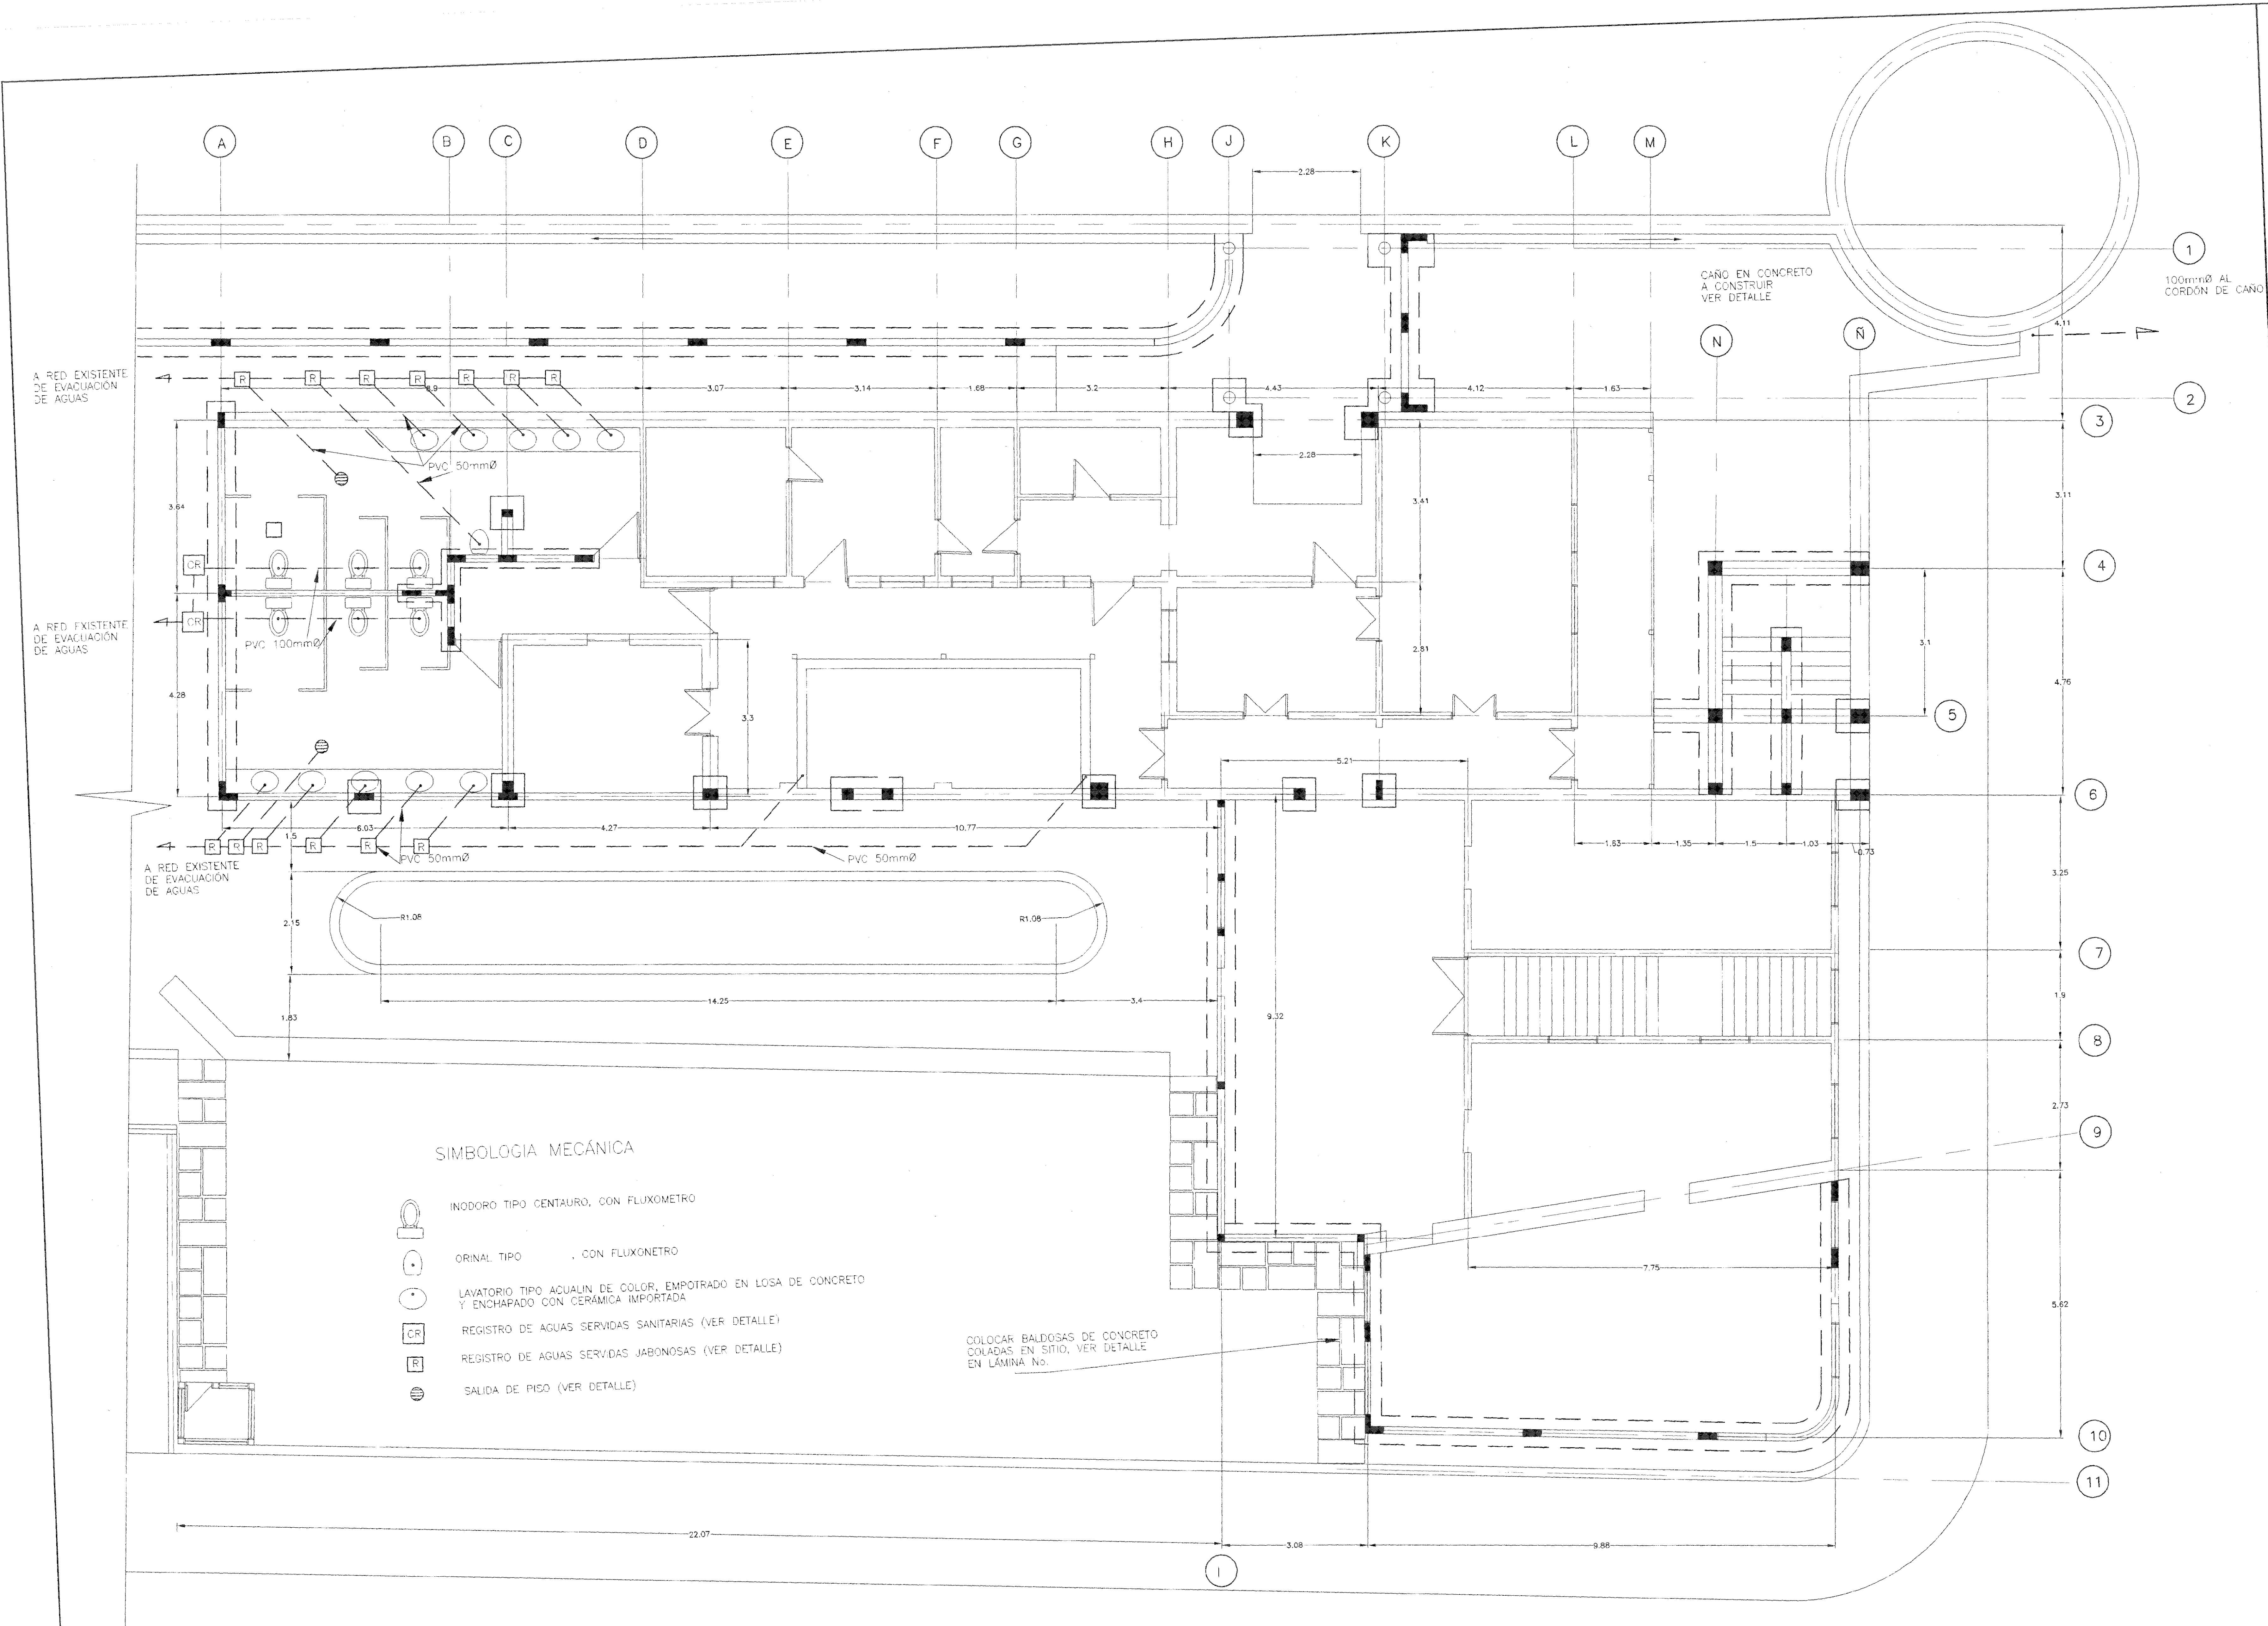 A
B
C
D
E
F
G
H
J
K
L
M
2.28
1
100mmØ AL
CORDÓN DE CAÑO
CAÑO EN CONCRETO
A CONSTRUIR
VER DETALLE
4.11
N
Ñ
A RED EXISTENTE
DE EVACUACIÓN
DE AGUAS
R
R
R
R
R
R
R
8.9
3.07
3.14
1.68
3.2
4.43
4.12
1.63
2
3
PVC 50mmØ
2.28
3.64
3.41
3.11
CR
4
A RED EXISTENTE
DE EVACUACIÓN
DE AGUAS
CR
PVC 100mmØ
2.81
3.1
4.28
3.3
4.76
5
5.21
6
1.5
6.03
4.27
10.77
R
R
R
R
R
R
PVC 50mmØ
PVC 50mmØ
1.63
1.35
1.5
1.03
0.73
A RED EXISTENTE
DE EVACUACIÓN
DE AGUAS
3.25
2.15
R1.08
R1.08
7
14.25
3.4
1.9
1.83
9.32
8
2.73
9
SIMBOLOGIA MECÁNICA
INODORO TIPO CENTAURO, CON FLUXOMETRO
ORINAL TIPO , CON FLUXONETRO
LAVATORIO TIPO ACUALIN DE COLOR, EMPOTRADO EN LOSA DE CONCRETO
Y ENCHAPADO CON CERÁMICA IMPORTADA
CR
REGISTRO DE AGUAS SERVIDAS SANITARIAS (VER DETALLE)
R
REGISTRO DE AGUAS SERVIDAS JABONOSAS (VER DETALLE)
SALIDA DE PISO (VER DETALLE)
7.75
5.62
COLOCAR BALDOSAS DE CONCRETO
COLADAS EN SITIO, VER DETALLE
EN LÁMINA No.
10
11
22.07
3.08
9.88
I